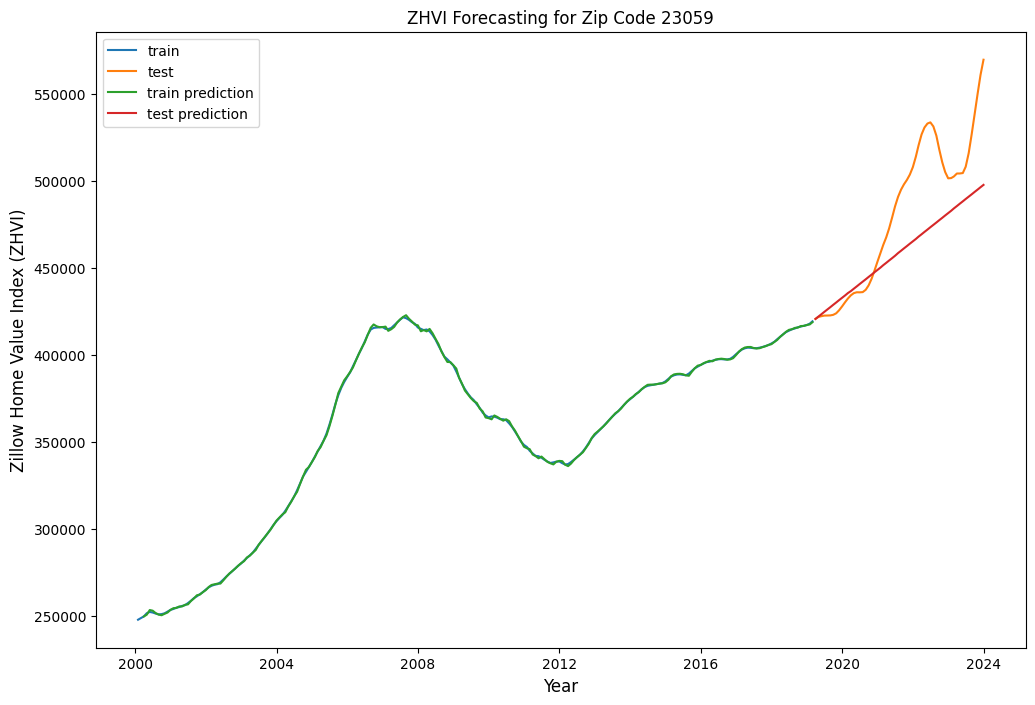 ZHVI Forecasting for Zip Code 23059
train
test
train prediction
test prediction
Zillow Home Value Index (ZHVI)
550000
500000
450000
400000
350000
300000
250000
2000
2004
2008
2012
2016
2020
2024
Year